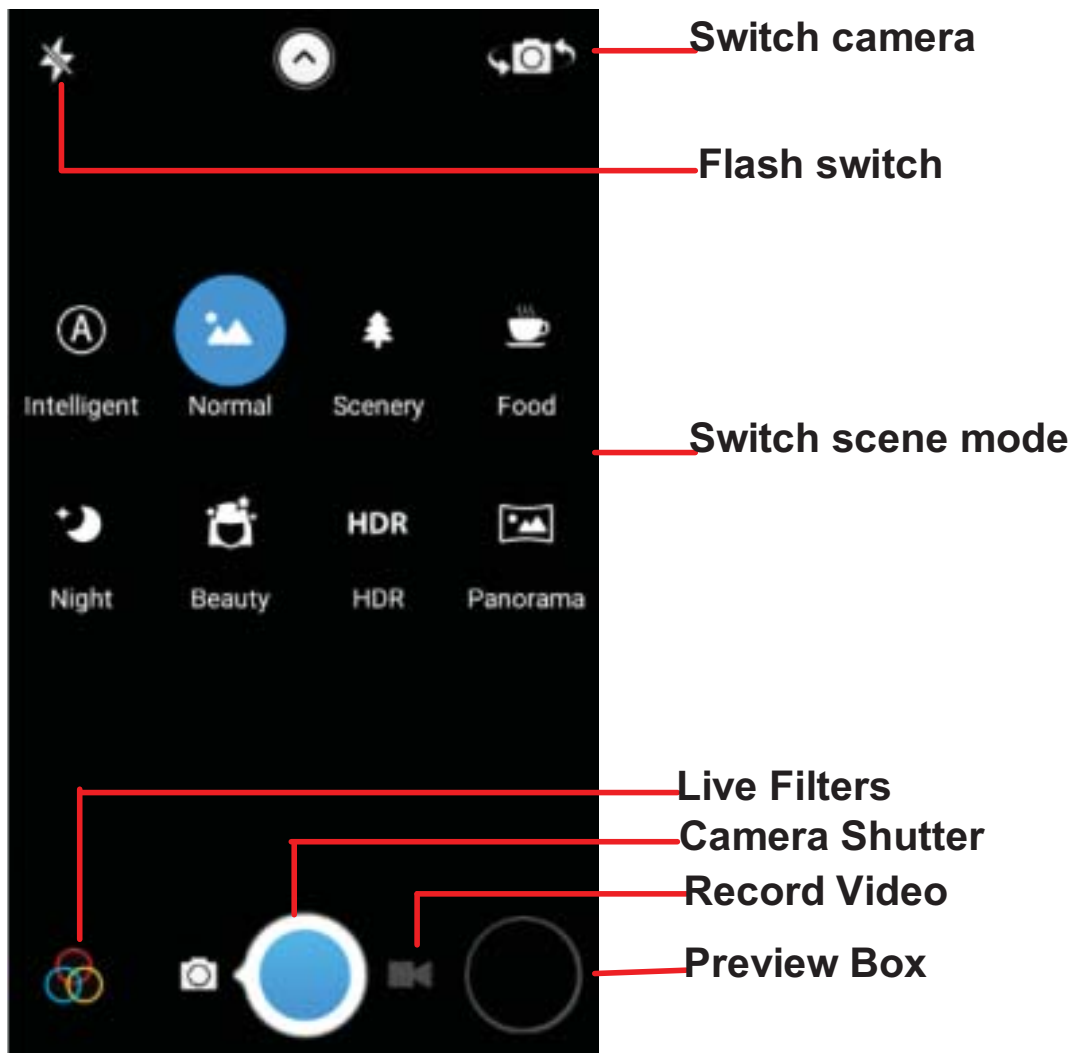 Switch camera
Flash switch
Intelligent Normal Scenery Food
Switch scene mode
HDR
Night Beauty HDR Panorama
Live Filters
Camera Shutter
Record Video
Preview Box